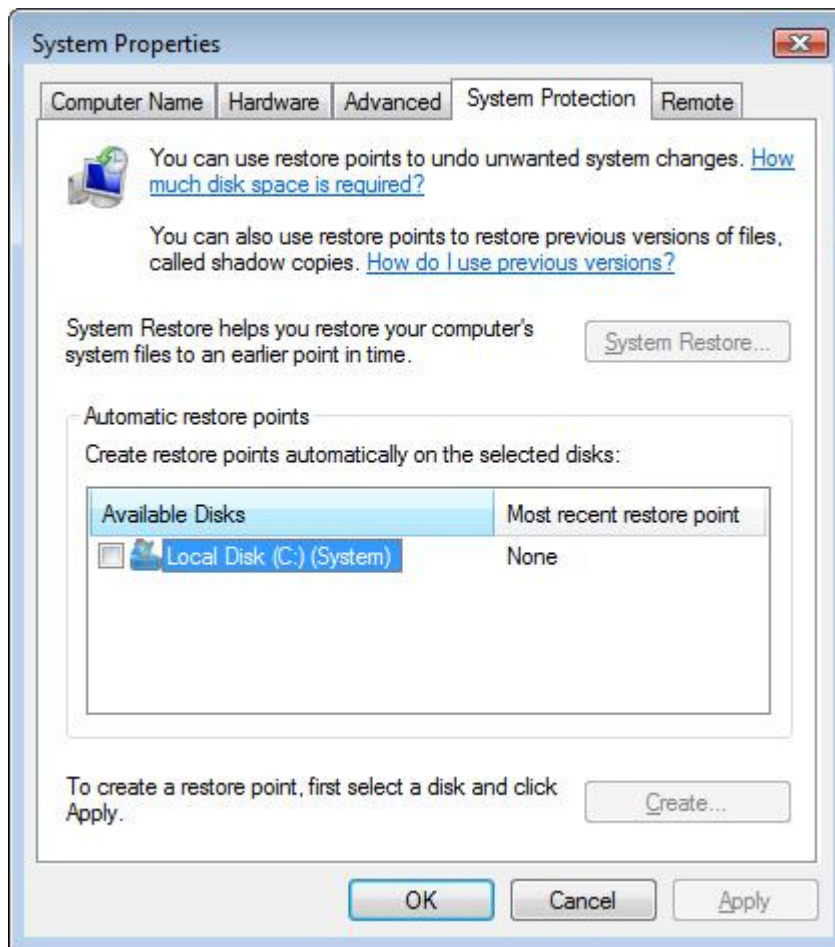 System Properties
Computer Name
Hardware
Advanced
System Protection
Remote
You can use restore points to undo unwanted system changes. How
much disk space is required?
You can also use restore points to restore previous versions of files,
called shadow copies. How do I use previous versions?
System Restore helps you restore your computer's
system files to an earlier point in time.
System Restore...
Automatic restore points
Create restore points automatically on the selected disks:
Available Disks
Most recent restore point
Local Disk (C:) (System)
None
To create a restore point, first select a disk and click
Apply.
Create...
OK
Cancel
Apply